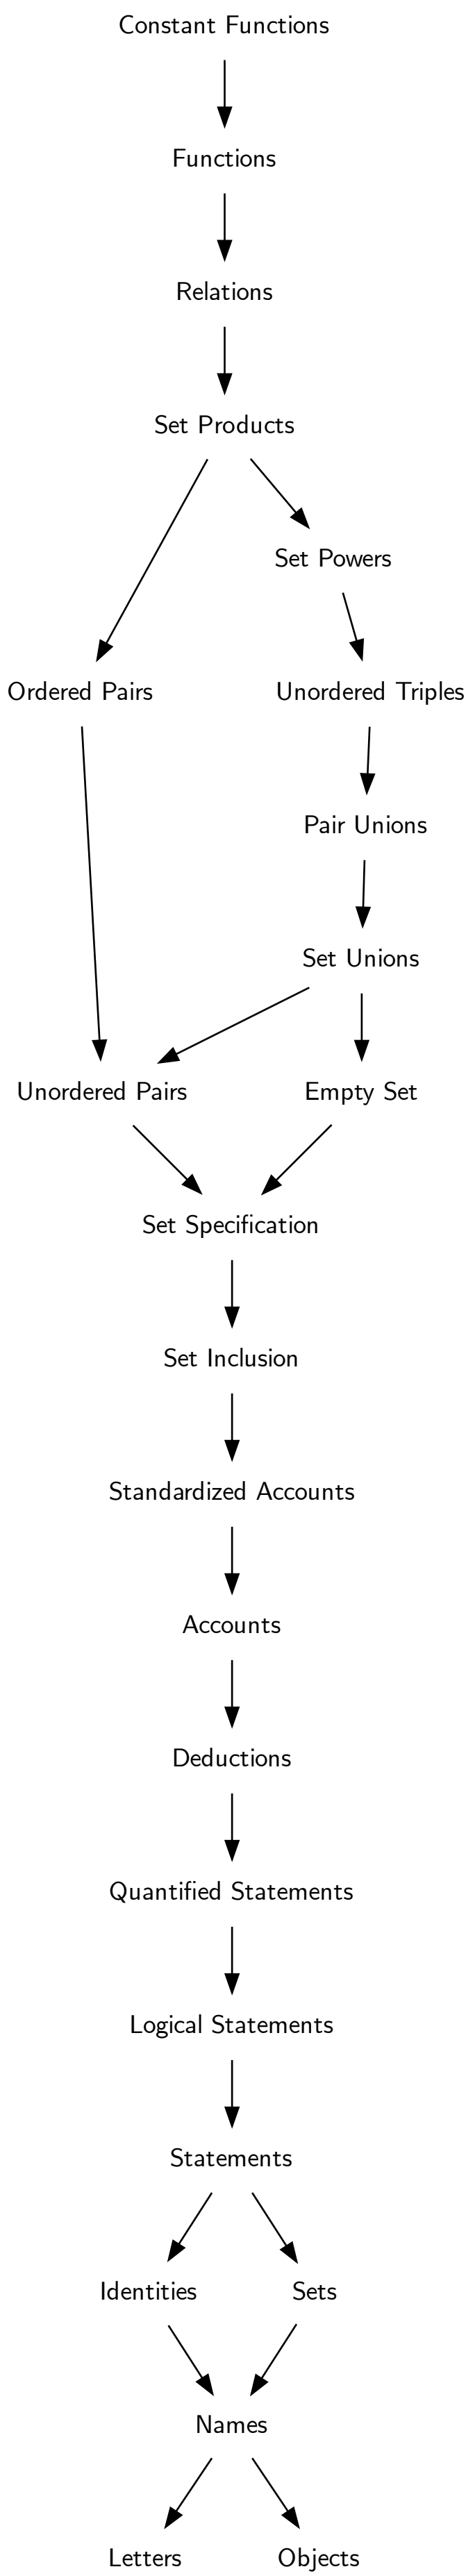 Constant Functions
Functions
Relations
Set Products
Set Powers
Ordered Pairs
Unordered Triples
Pair Unions
Set Unions
Unordered Pairs
Empty Set
Set Specification
Set Inclusion
Standardized Accounts
Accounts
Deductions
Quantified Statements
Logical Statements
Statements
Identities
Sets
Names
Letters
Objects